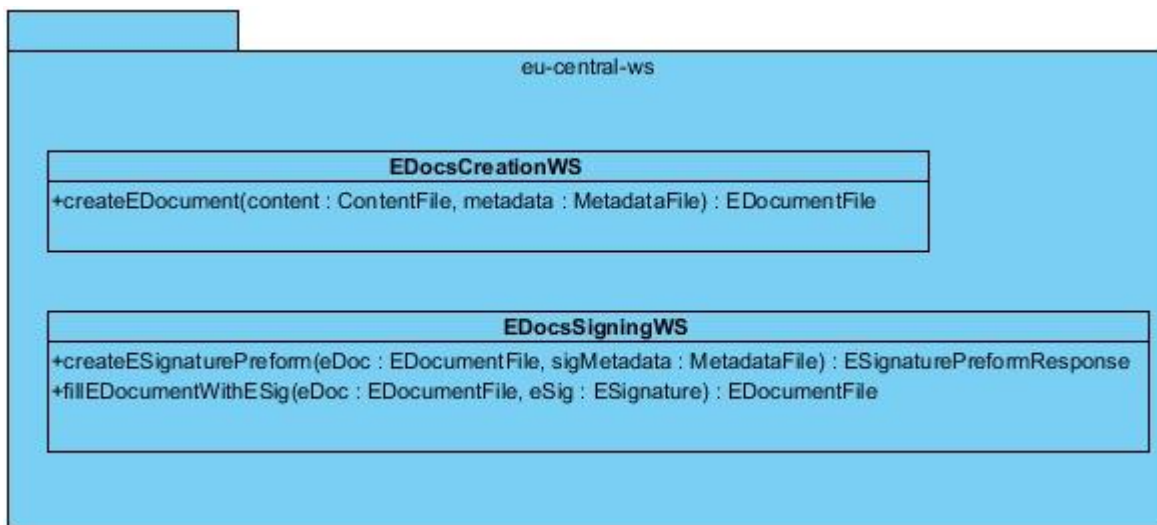 eu-central-ws
EDocsCreationWS
+createEDocument(content : ContentFile, metadata : MetadataFile) : EDocumentFile
EDocsSigningWS
+createESignaturePreform(eDoc : EDocumentFile, sigMetadata : MetadataFile) : ESignaturePreformResponse
+fillEDocumentWithESig(eDoc : EDocumentFile, eSig : ESignature) : EDocumentFile